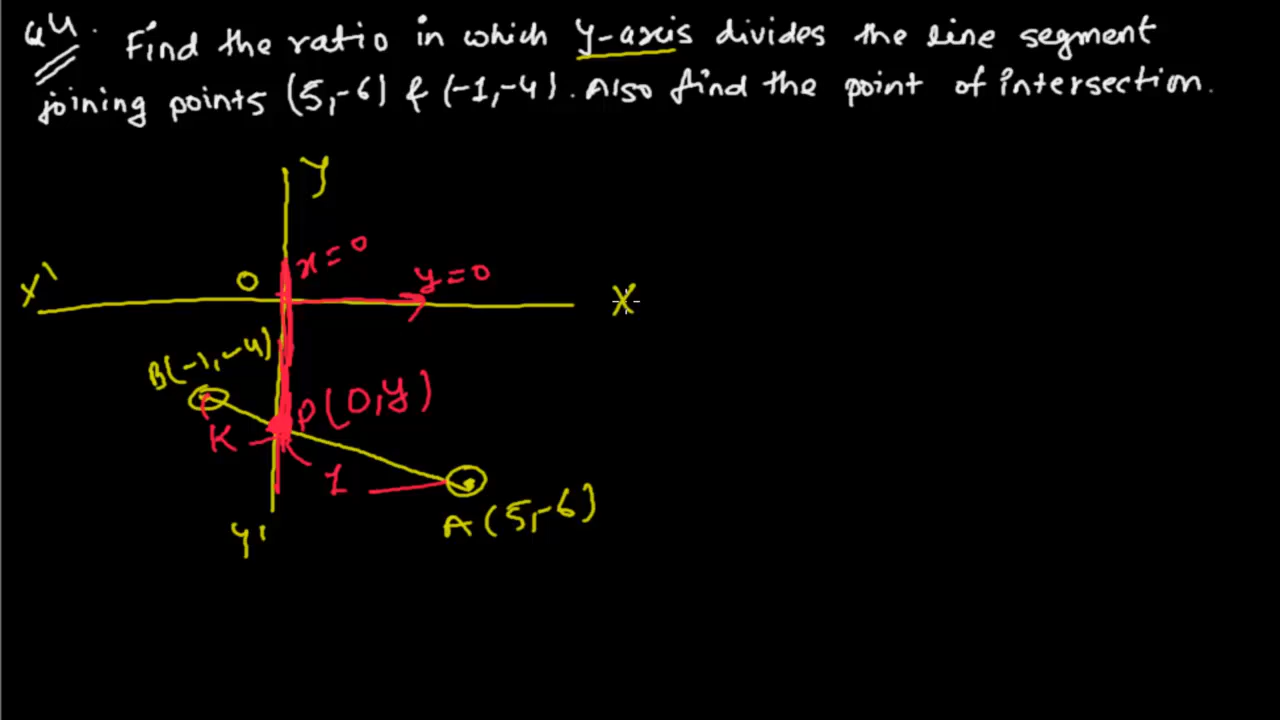 Q4. Find the ratio in which y-axis divides the line segment
joining points (5,-6) & (-1,-4). Also find the point of intersection.
Y
x=0
X'
O
y=0
X
B(-1,-4)
P(0,y)
K
1
A(5,-6)
Y'